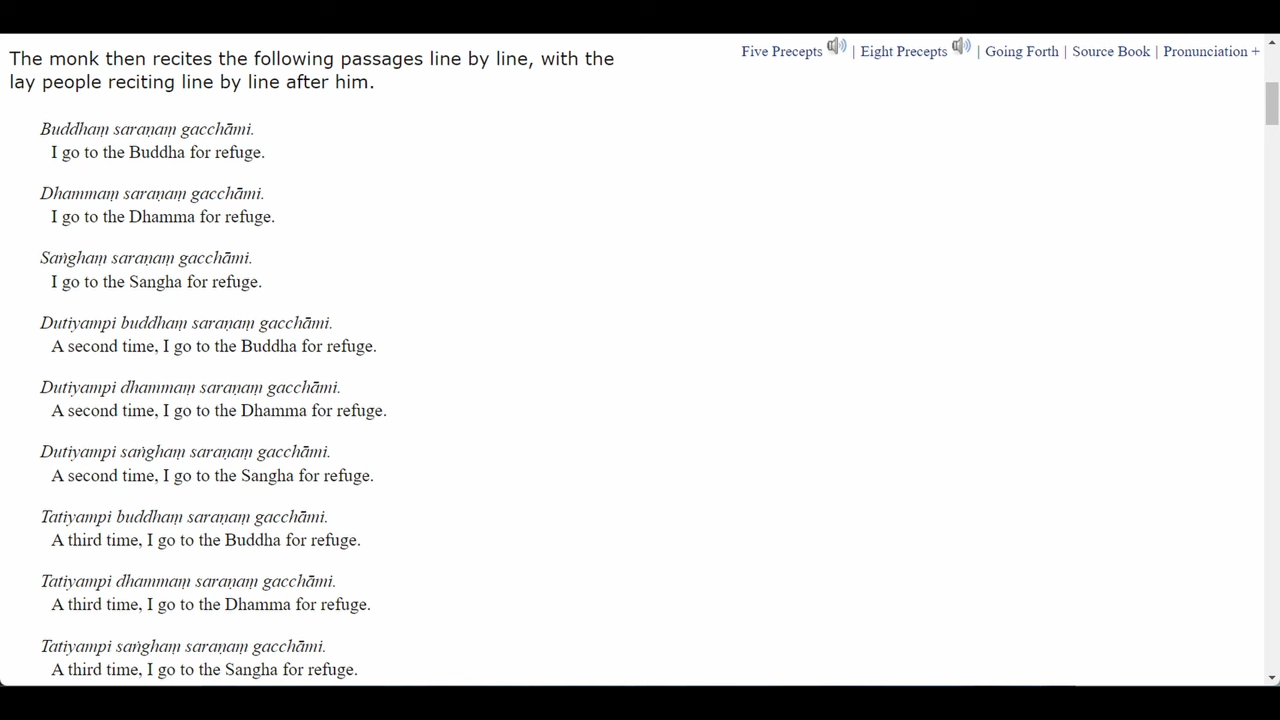 Five Precepts | Eight Precepts | Going Forth | Source Book | Pronunciation +
The monk then recites the following passages line by line, with the
lay people reciting line by line after him.
Buddhaṃ saraṇaṃ gacchāmi.
I go to the Buddha for refuge.
Dhammaṃ saraṇaṃ gacchāmi.
I go to the Dhamma for refuge.
Saṅghaṃ saraṇaṃ gacchāmi.
I go to the Sangha for refuge.
Dutiyampi buddhaṃ saraṇaṃ gacchāmi.
A second time, I go to the Buddha for refuge.
Dutiyampi dhammaṃ saraṇaṃ gacchāmi.
A second time, I go to the Dhamma for refuge.
Dutiyampi saṅghaṃ saraṇaṃ gacchāmi.
A second time, I go to the Sangha for refuge.
Tatiyampi buddhaṃ saraṇaṃ gacchāmi.
A third time, I go to the Buddha for refuge.
Tatiyampi dhammaṃ saraṇaṃ gacchāmi.
A third time, I go to the Dhamma for refuge.
Tatiyampi saṅghaṃ saraṇaṃ gacchāmi.
A third time, I go to the Sangha for refuge.